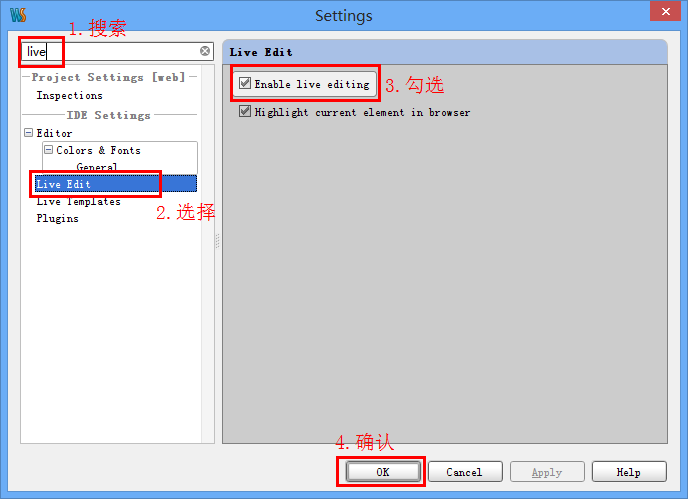 WS
Settings
1.搜索
live
Project Settings [web]
Inspections
IDE Settings
Editor
Colors & Fonts
General
Live Edit
2.选择
Live Templates
Plugins
Live Edit
Enable live editing
3.勾选
Highlight current element in browser
4.确认
OK
Cancel
Apply
Help